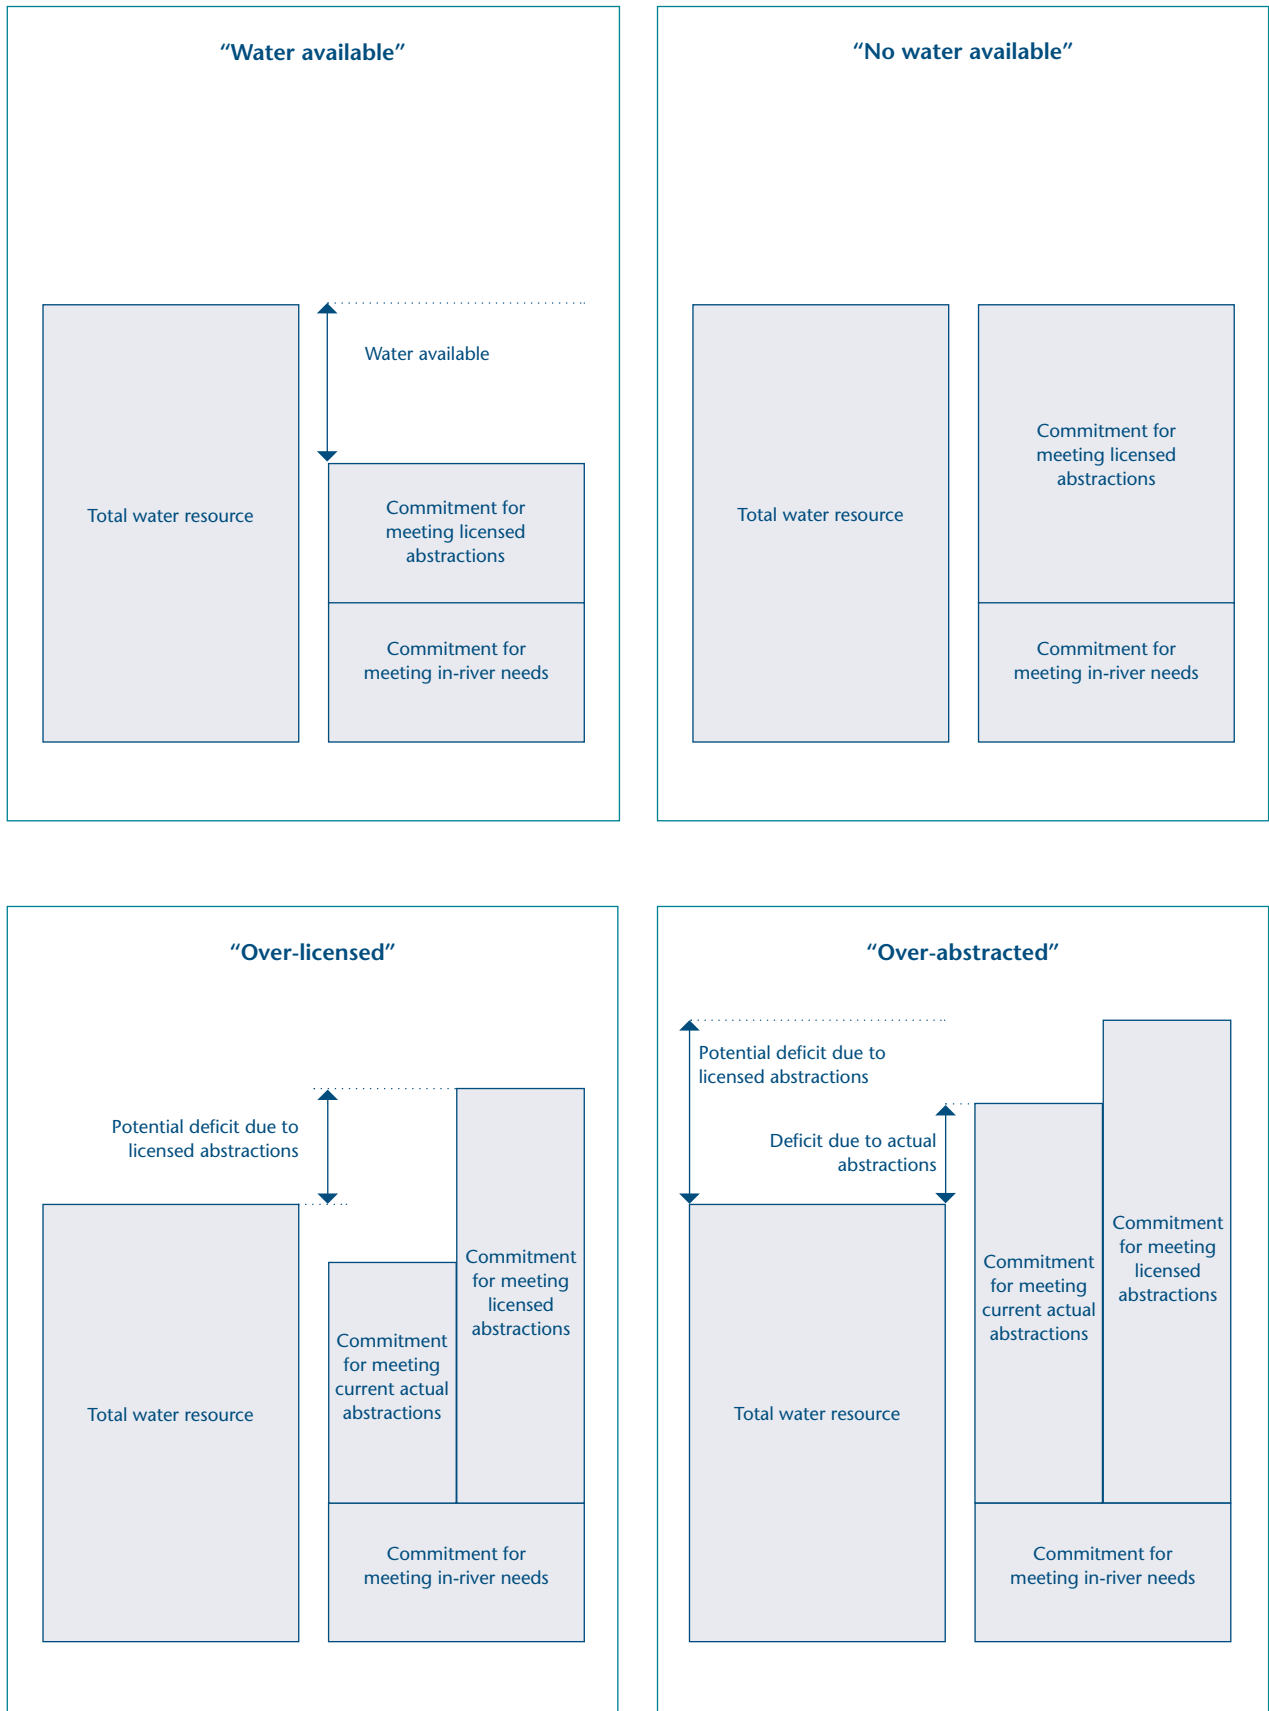 “Water available”
Water available
Total water resource
Commitment for
meeting licensed
abstractions
Commitment for
meeting in-river needs
“No water available”
Total water resource
Commitment for
meeting licensed
abstractions
Commitment for
meeting in-river needs
“Over-licensed”
Potential deficit due to
licensed abstractions
Total water resource
Commitment
for meeting
current actual
abstractions
Commitment
for meeting
licensed
abstractions
Commitment for
meeting in-river needs
“Over-abstracted”
Potential deficit due to
licensed abstractions
Deficit due to actual
abstractions
Total water resource
Commitment
for meeting
current actual
abstractions
Commitment
for meeting
licensed
abstractions
Commitment for
meeting in-river needs